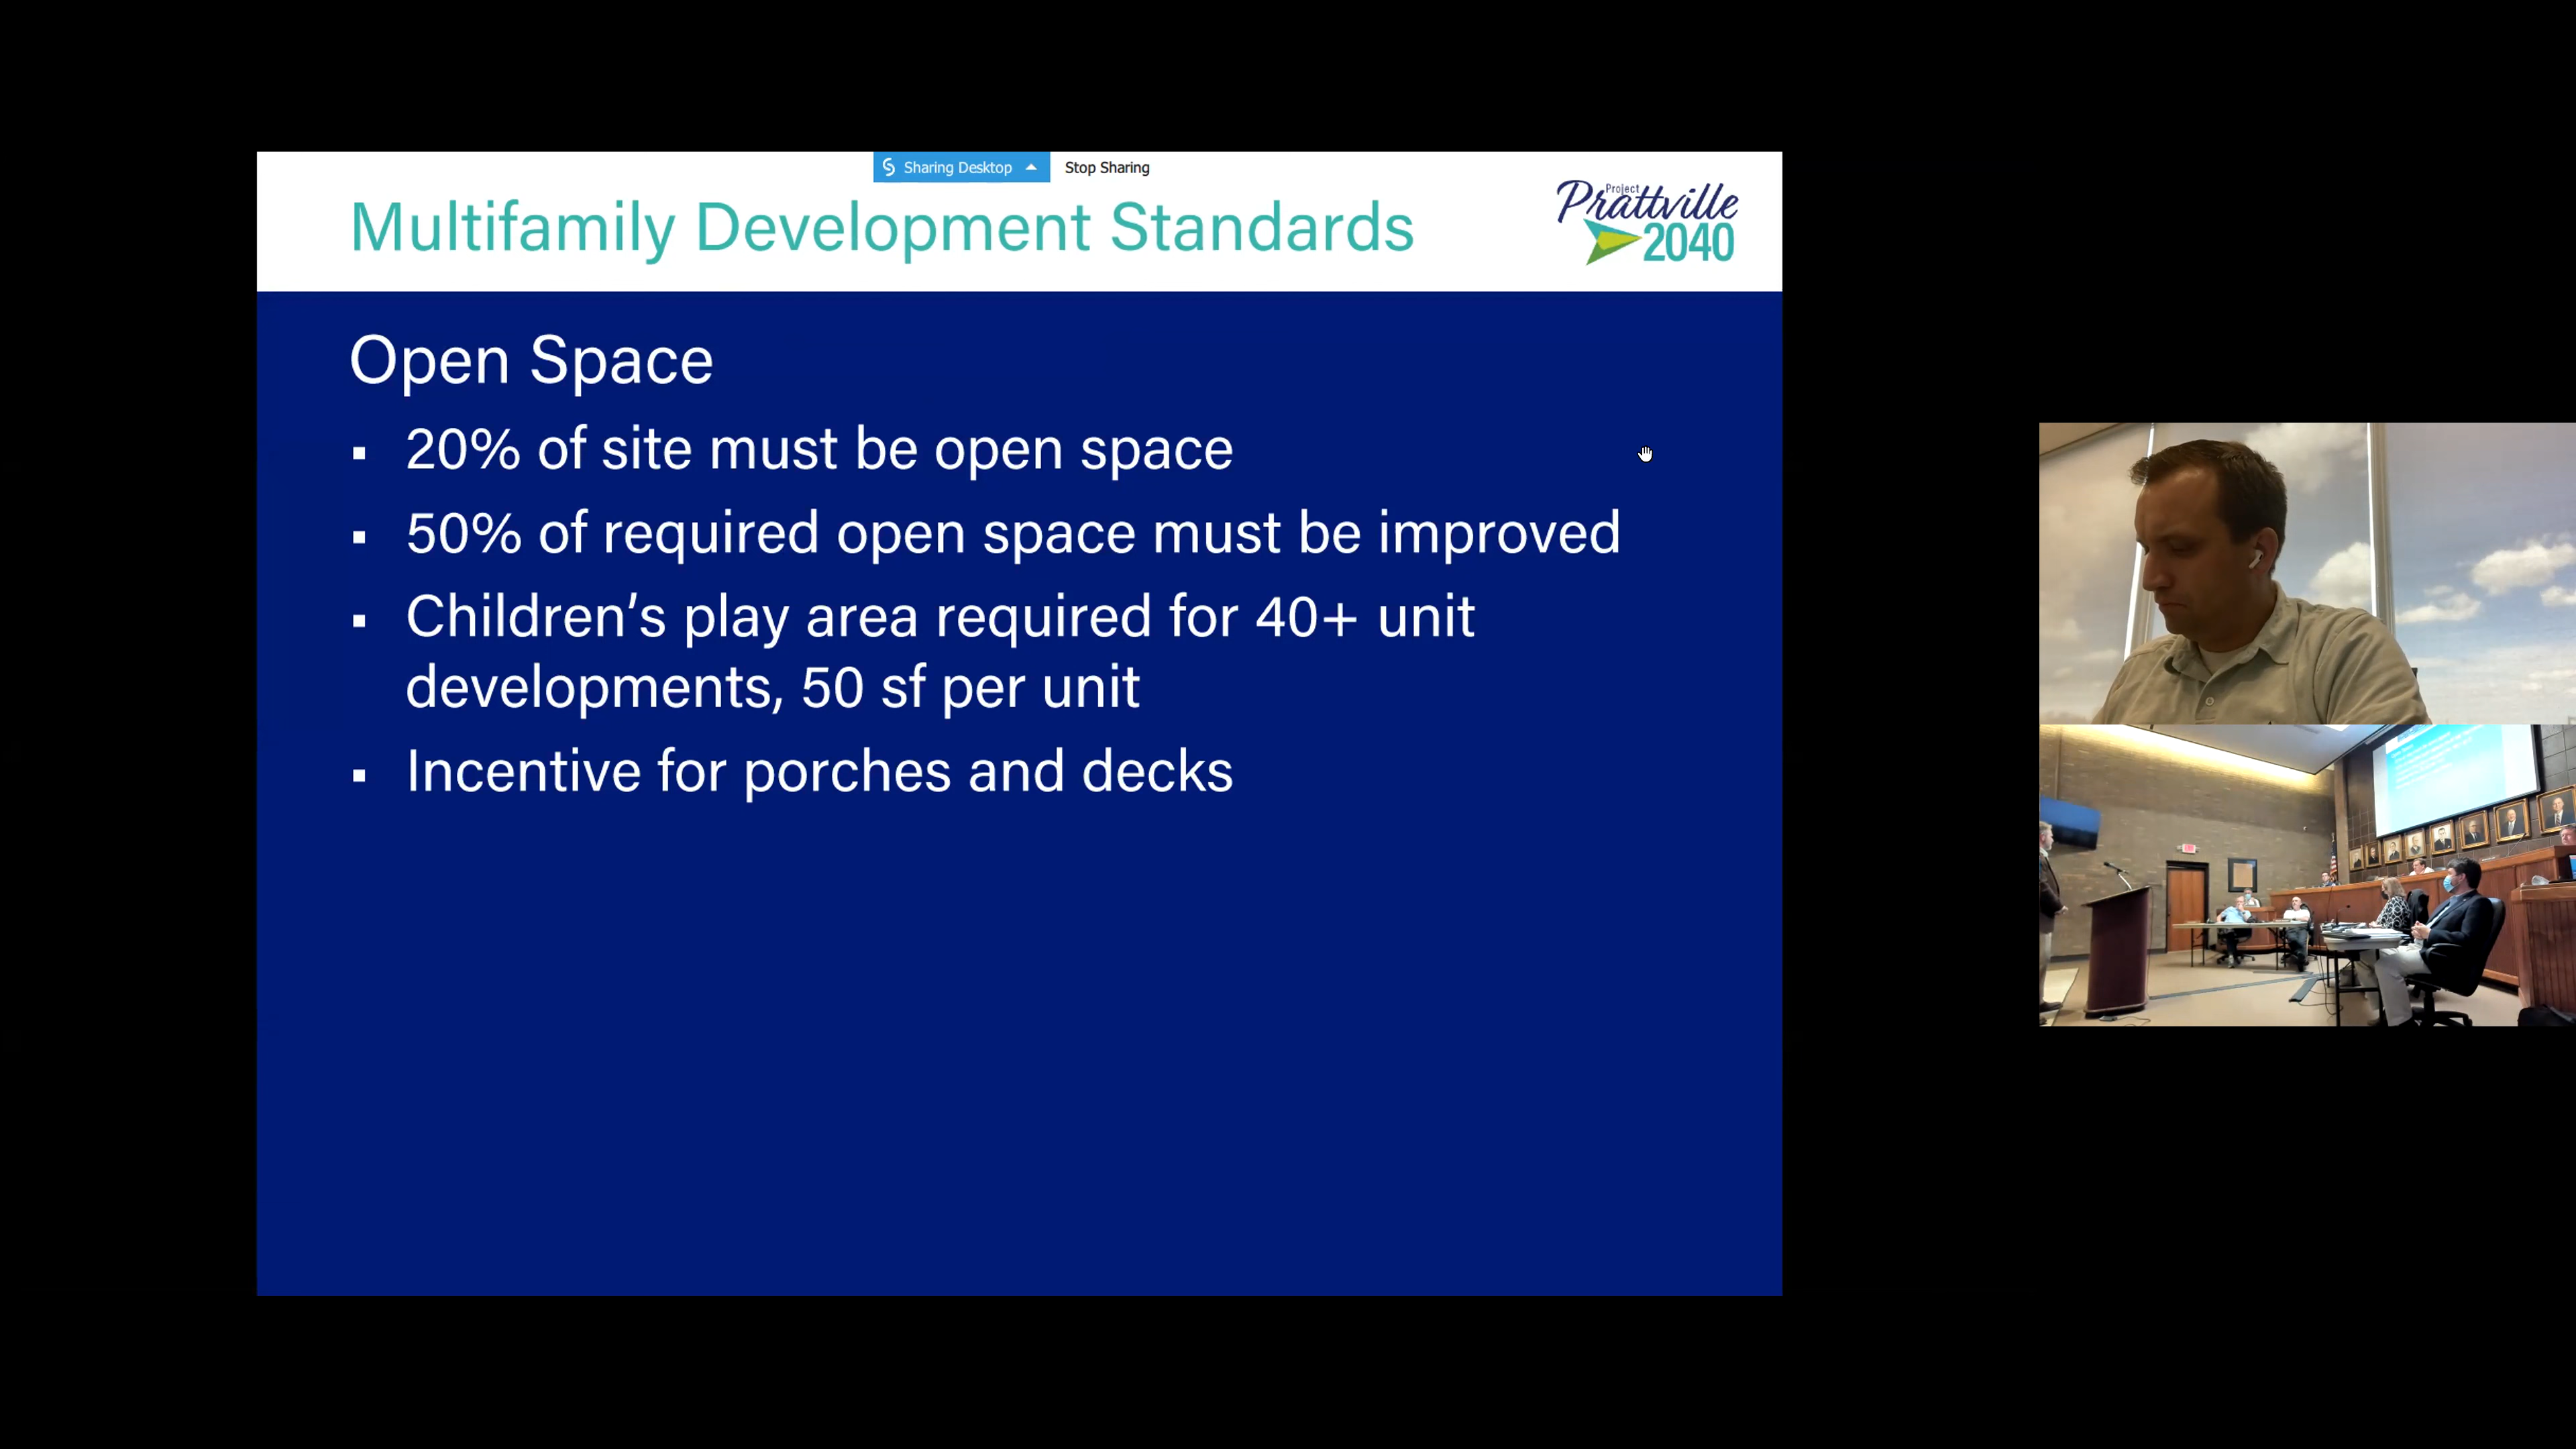 Sharing Desktop Stop Sharing
Multifamily Development Standards
Project
Prattville
2040
Open Space
▪ 20% of site must be open space
▪ 50% of required open space must be improved
▪ Children’s play area required for 40+ unit
developments, 50 sf per unit
▪ Incentive for porches and decks